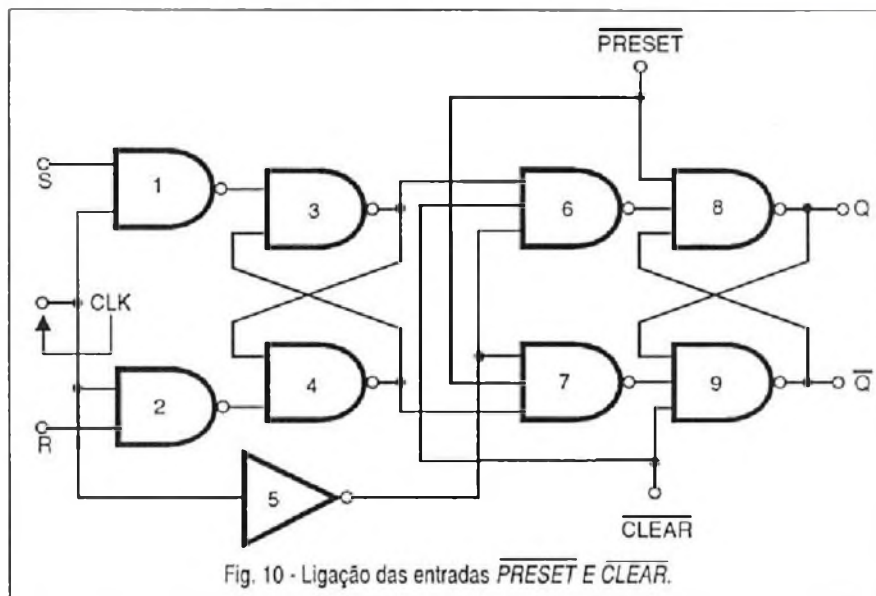 PRESET
S
1
3
6
8
Q
CLK
2
4
7
9
Q
R
5
CLEAR
Fig. 10 - Ligação das entradas PRESET E CLEAR.